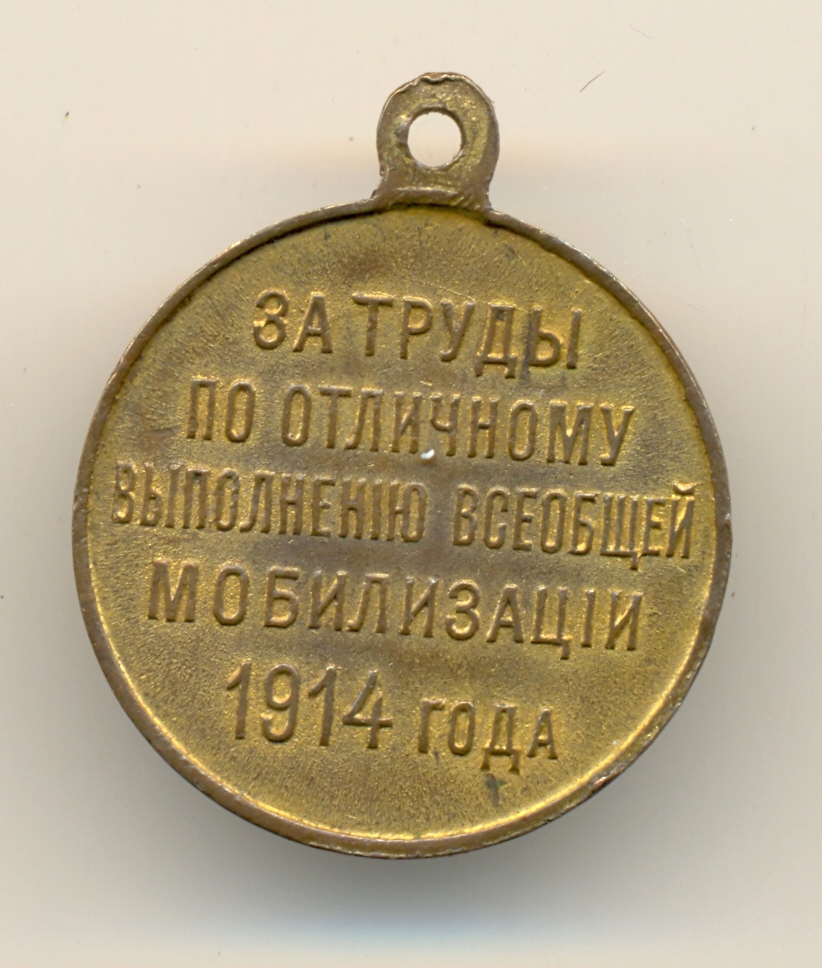 ЗА ТРУДЫ
ПО ОТЛИЧНОМУ
ВЫПОЛНЕНІЮ ВСЕОБЩЕЙ
МОБИЛИЗАЦІИ
1914 ГОДА